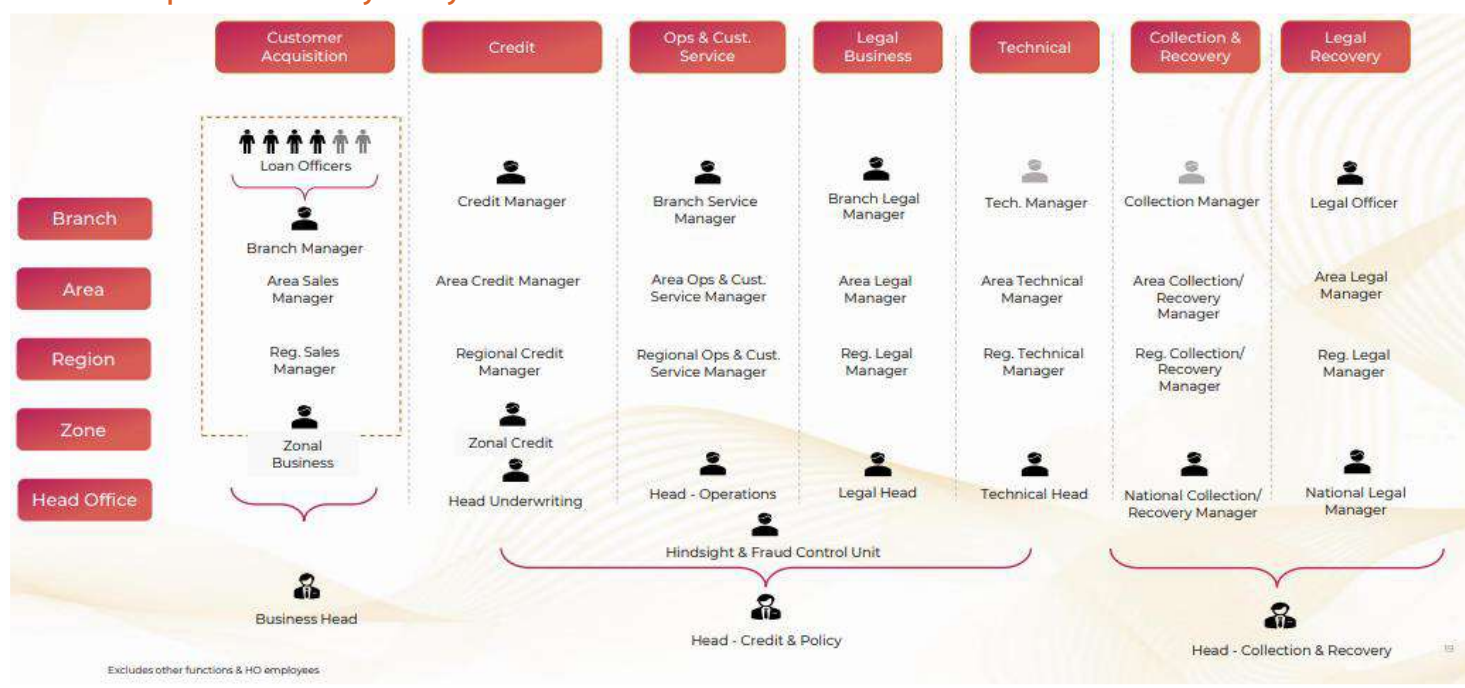 Customer
Acquisition
Credit
Ops & Cust.
Service
Legal
Business
Technical
Collection &
Recovery
Legal
Recovery
Loan Officers
Branch
Branch Manager
Credit Manager
Branch Service
Manager
Branch Legal
Manager
Tech. Manager
Collection Manager
Legal Officer
Area
Area Sales
Manager
Area Credit Manager
Area Ops & Cust.
Service Manager
Area Legal
Manager
Area Technical
Manager
Area Collection/
Recovery
Manager
Area Legal
Manager
Region
Reg. Sales
Manager
Regional Credit
Manager
Regional Ops & Cust.
Service Manager
Reg. Legal
Manager
Reg. Technical
Manager
Reg. Collection/
Recovery
Manager
Reg. Legal
Manager
Zone
Zonal
Business
Zonal Credit
Head Office
Head Underwriting
Head - Operations
Legal Head
Technical Head
National Collection/
Recovery Manager
National Legal
Manager
Hindsight & Fraud Control Unit
Business Head
Head - Credit & Policy
Head - Collection & Recovery
19
Excludes other functions & HO employees